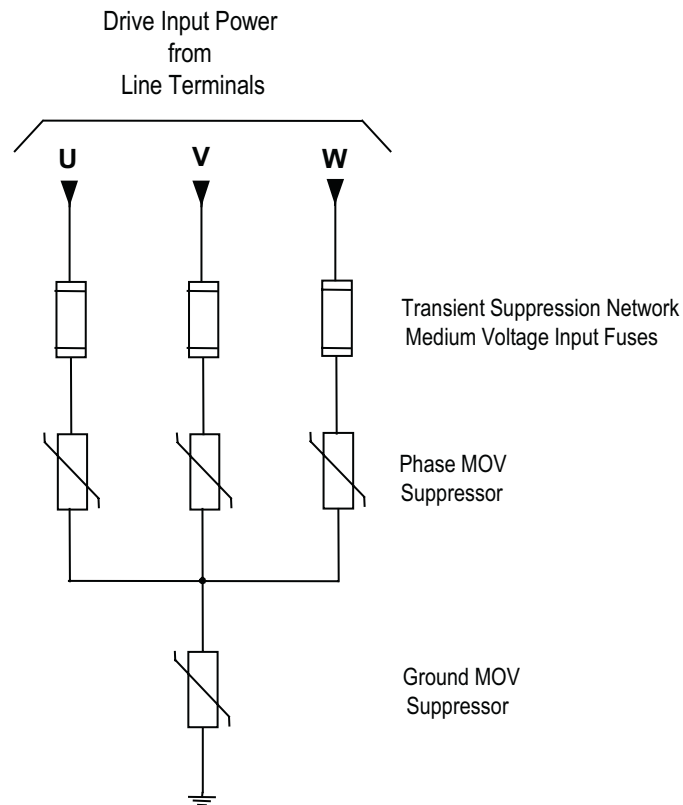 Drive Input Power
from
Line Terminals
U V W
Transient Suppression Network
Medium Voltage Input Fuses
Phase MOV
Suppressor
Ground MOV
Suppressor